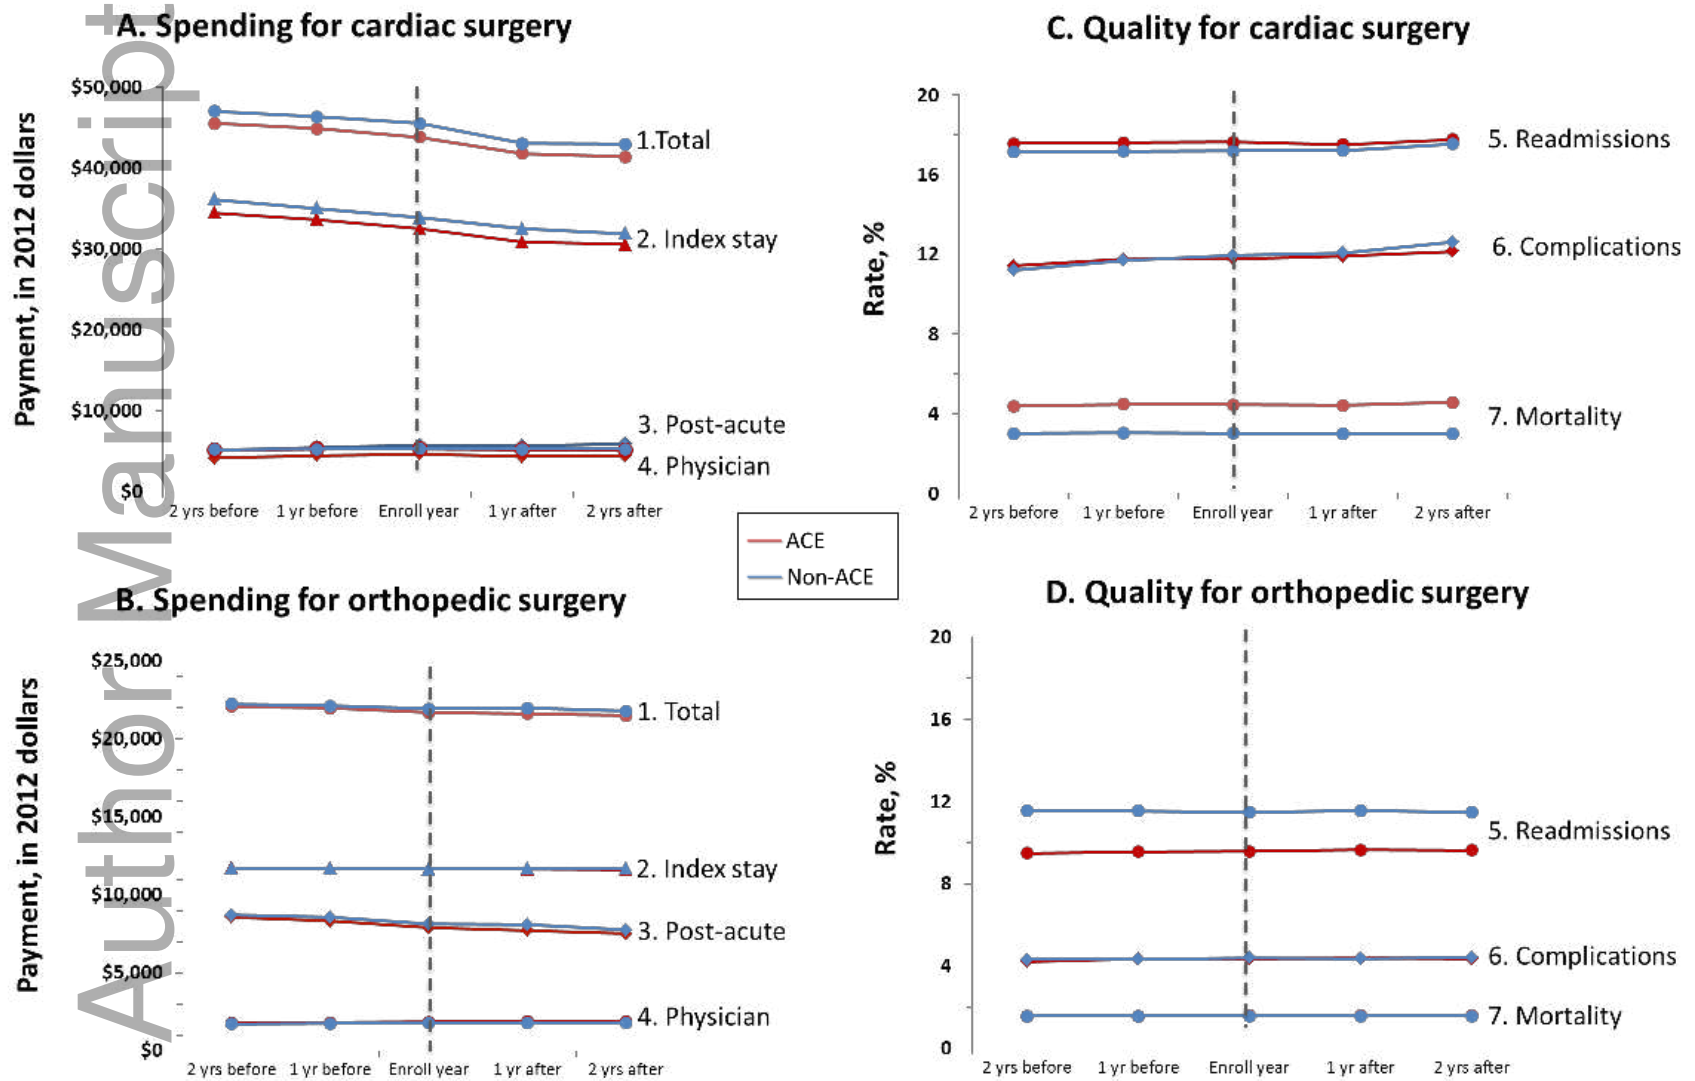 Author Manuscript
A. Spending for cardiac surgery
Payment, in 2012 dollars
$50,000
$40,000
$30,000
$20,000
$10,000
$0
1.Total
2. Index stay
3. Post-acute
4. Physician
2 yrs before 1 yr before Enroll year 1 yr after 2 yrs after
C. Quality for cardiac surgery
Rate, %
20
16
12
8
4
0
5. Readmissions
6. Complications
7. Mortality
2 yrs before 1 yr before Enroll year 1 yr after 2 yrs after
ACE
Non-ACE
B. Spending for orthopedic surgery
Payment, in 2012 dollars
$25,000
$20,000
$15,000
$10,000
$5,000
$0
1. Total
2. Index stay
3. Post-acute
4. Physician
2 yrs before 1 yr before Enroll year 1 yr after 2 yrs after
D. Quality for orthopedic surgery
Rate, %
20
16
12
8
4
0
5. Readmissions
6. Complications
7. Mortality
2 yrs before 1 yr before Enroll year 1 yr after 2 yrs after